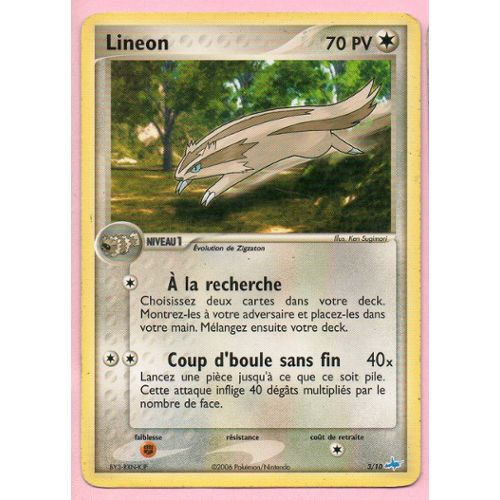 Lineon 70 PV
NIVEAU 1
Évolution de Zigzaton
Illus. Ken Sugimori
À la recherche
Choisissez deux cartes dans votre deck.
Montrez-les à votre adversaire et placez-les dans
votre main. Mélangez ensuite votre deck.
Coup d'boule sans fin 40x
Lancez une pièce jusqu'à ce que ce soit pile.
Cette attaque inflige 40 dégâts multipliés par le
nombre de face.
faiblesse résistance coût de retraite
©2006 Pokémon/Nintendo 3/10